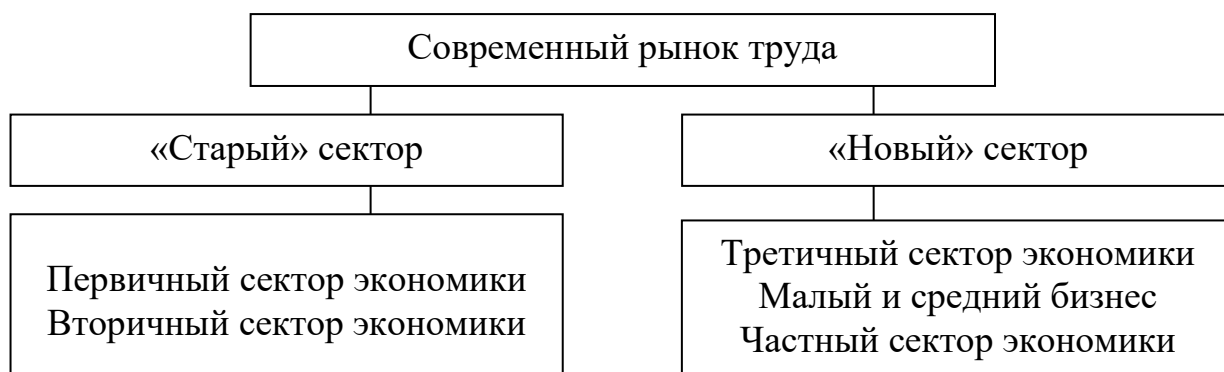 Современный рынок труда
«Старый» сектор
«Новый» сектор
Первичный сектор экономики
Вторичный сектор экономики
Третичный сектор экономики
Малый и средний бизнес
Частный сектор экономики